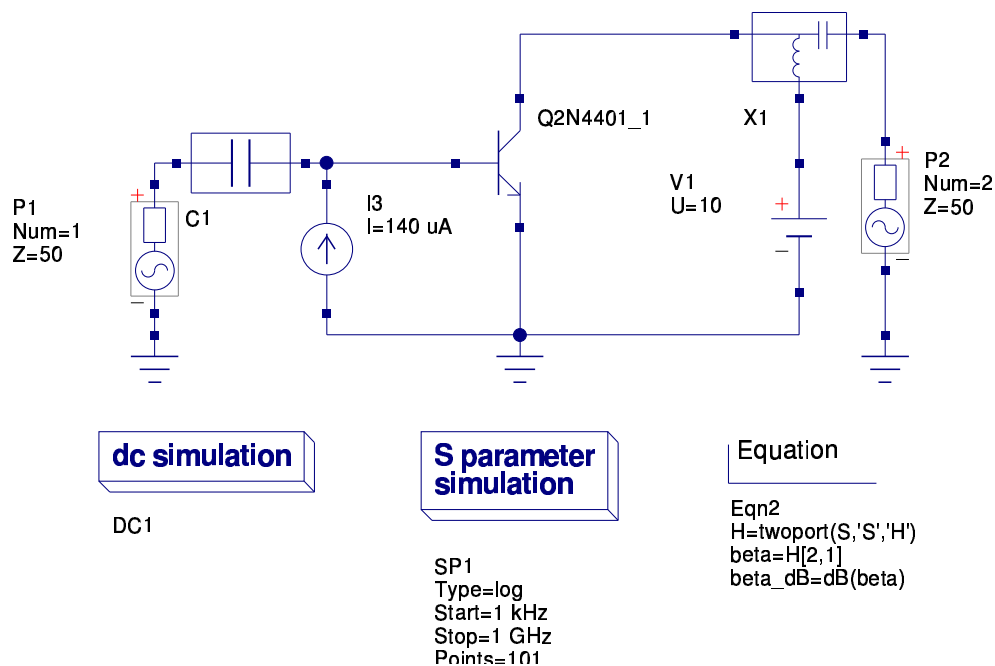 Q2N4401_1
X1
P1
Num=1
Z=50
C1
I3
I=140 uA
V1
U=10
P2
Num=2
Z=50
dc simulation
DC1
S parameter
simulation
SP1
Type=log
Start=1 kHz
Stop=1 GHz
Points=101
Equation
Eqn2
H=twoport(S,'S','H')
beta=H[2,1]
beta_dB=dB(beta)